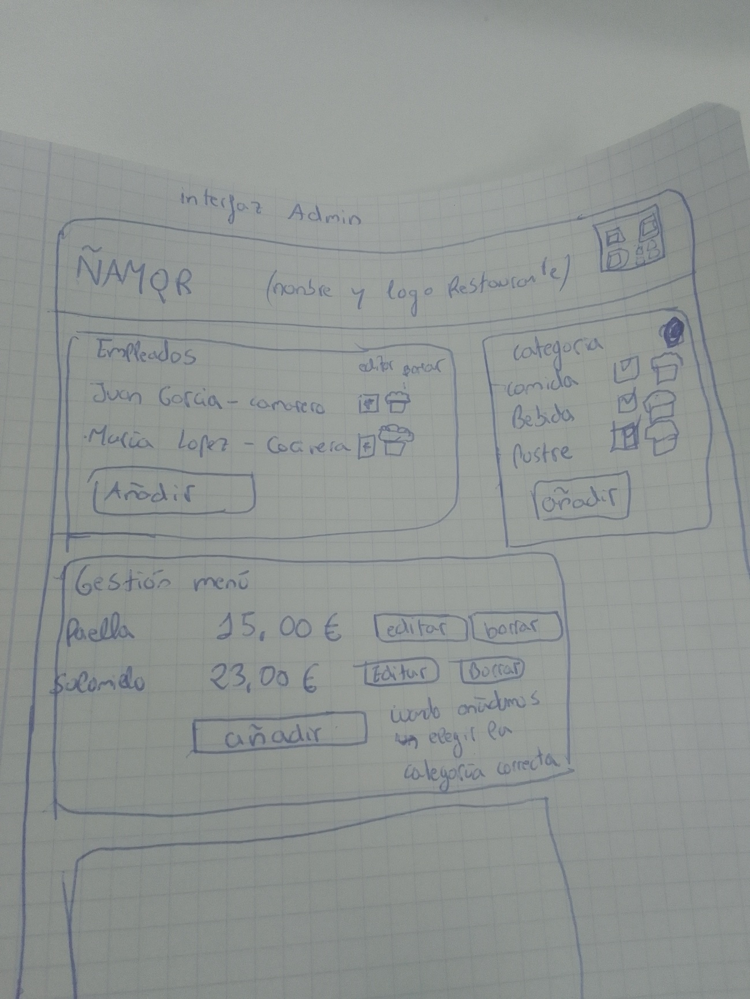 interfaz Admin
ÑAMQR (nombre y logo Restaurante)
Empleados
editar borrar
Juan Garcia - camarero
Maria Lopez - Cocinera
Añadir
categoria
comida
Bebida
Postre
añadir
Gestión menú
Paella 15,00 € editar borrar
Solomillo 23,00 € Editar Borrar
añadir
cuando añadimos
elegir la
categoria correcta